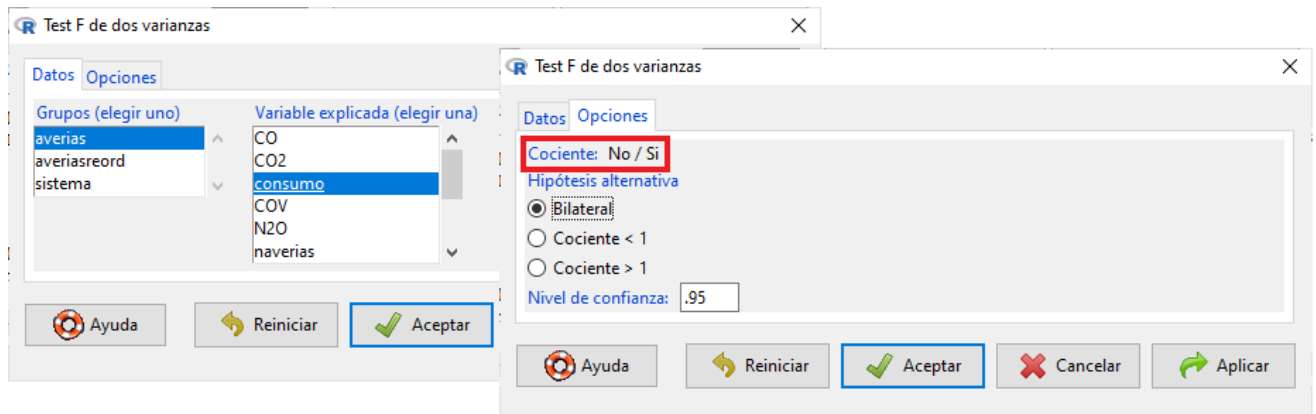 Test F de dos varianzas
Datos Opciones
Grupos (elegir uno) Variable explicada (elegir una)
averias
averiasreord
sistema
CO
CO2
consumo
COV
N2O
naverias
Ayuda Reiniciar Aceptar
Test F de dos varianzas
Datos Opciones
Cociente: No / Si
Hipótesis alternativa
Bilateral
Cociente < 1
Cociente > 1
Nivel de confianza: .95
Ayuda Reiniciar Aceptar Cancelar Aplicar